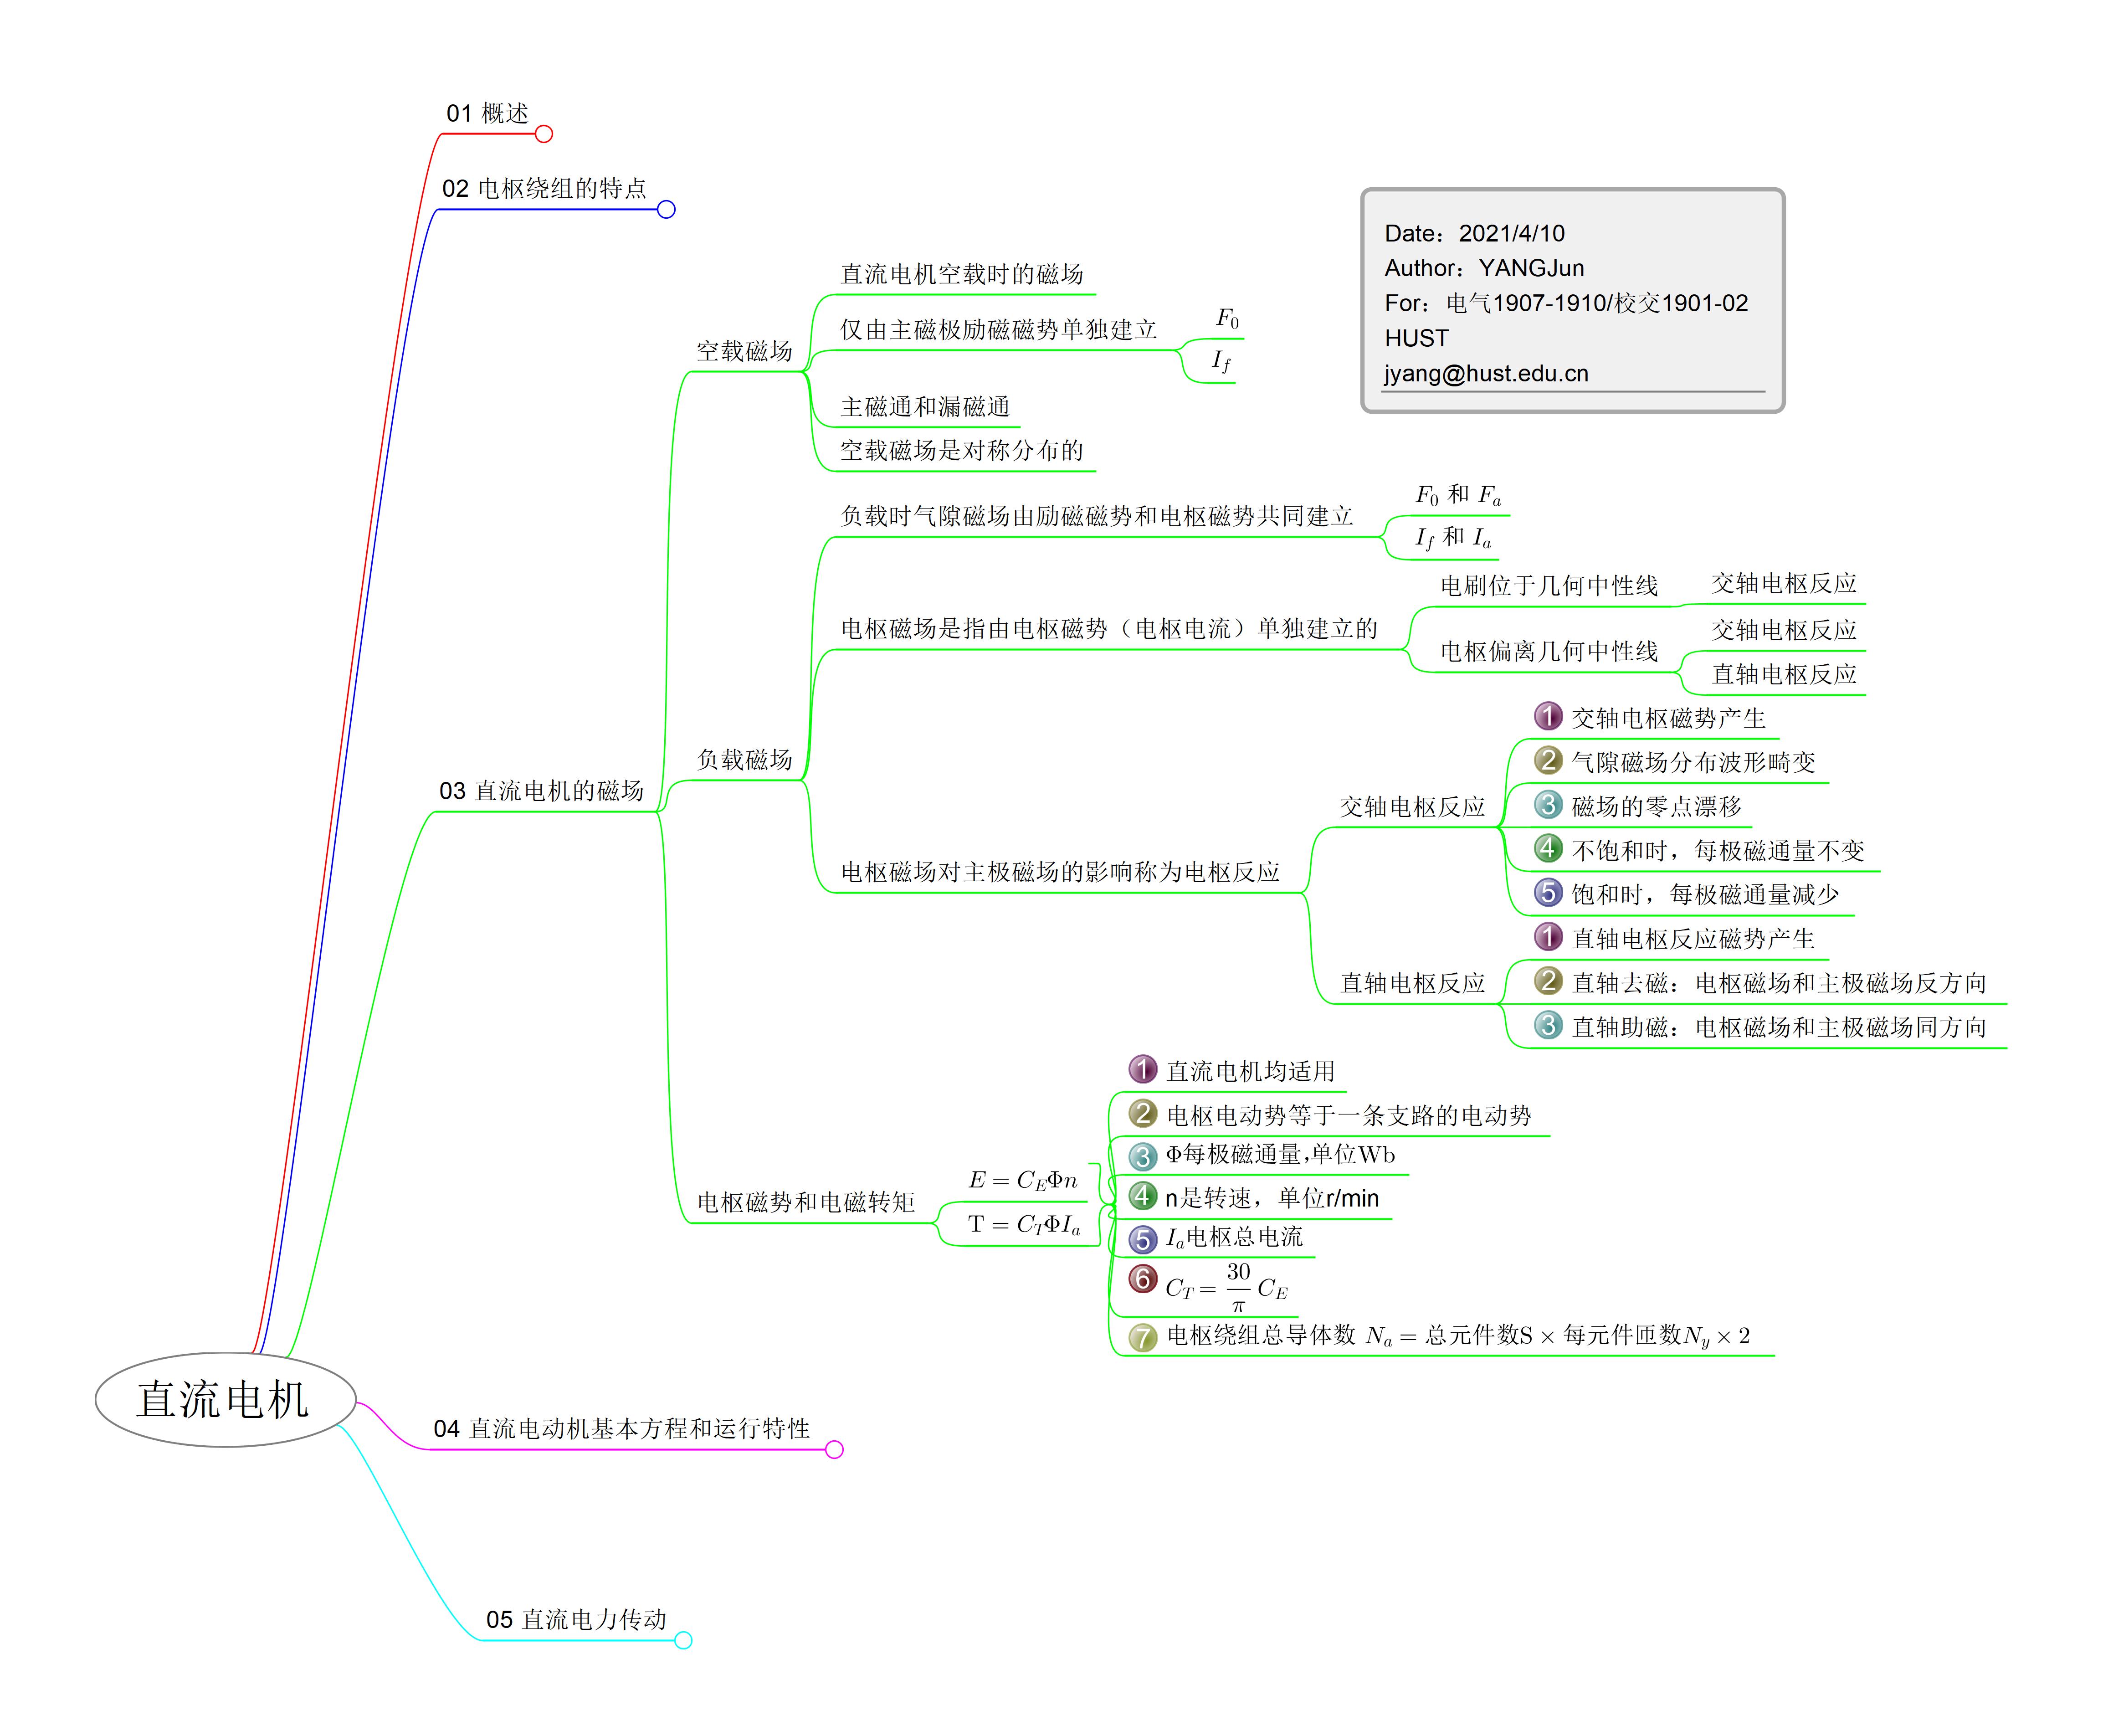 01 概述
02 电枢绕组的特点
Date：2021/4/10
Author：YANGJun
For：电气1907-1910/校交1901-02
HUST
jyang@hust.edu.cn
03 直流电机的磁场
空载磁场
直流电机空载时的磁场
仅由主磁极励磁磁势单独建立
F₀
I_f
主磁通和漏磁通
空载磁场是对称分布的
负载磁场
负载时气隙磁场由励磁磁势和电枢磁势共同建立
F₀ 和 Fₐ
I_f 和 Iₐ
电枢磁场是指由电枢磁势（电枢电流）单独建立的
电刷位于几何中性线
交轴电枢反应
电枢偏离几何中性线
交轴电枢反应
直轴电枢反应
电枢磁场对主极磁场的影响称为电枢反应
交轴电枢反应
1 交轴电枢磁势产生
2 气隙磁场分布波形畸变
3 磁场的零点漂移
4 不饱和时，每极磁通量不变
5 饱和时，每极磁通量减少
直轴电枢反应
1 直轴电枢反应磁势产生
2 直轴去磁：电枢磁场和主极磁场反方向
3 直轴助磁：电枢磁场和主极磁场同方向
电枢磁势和电磁转矩
E = C_EΦn
T = C_TΦIₐ
1 直流电机均适用
2 电枢电动势等于一条支路的电动势
3 Φ每极磁通量,单位Wb
4 n是转速，单位r/min
5 Iₐ电枢总电流
6 C_T = 30/π C_E
7 电枢绕组总导体数 Nₐ = 总元件数S × 每元件匝数N_y × 2
直流电机
04 直流电动机基本方程和运行特性
05 直流电力传动